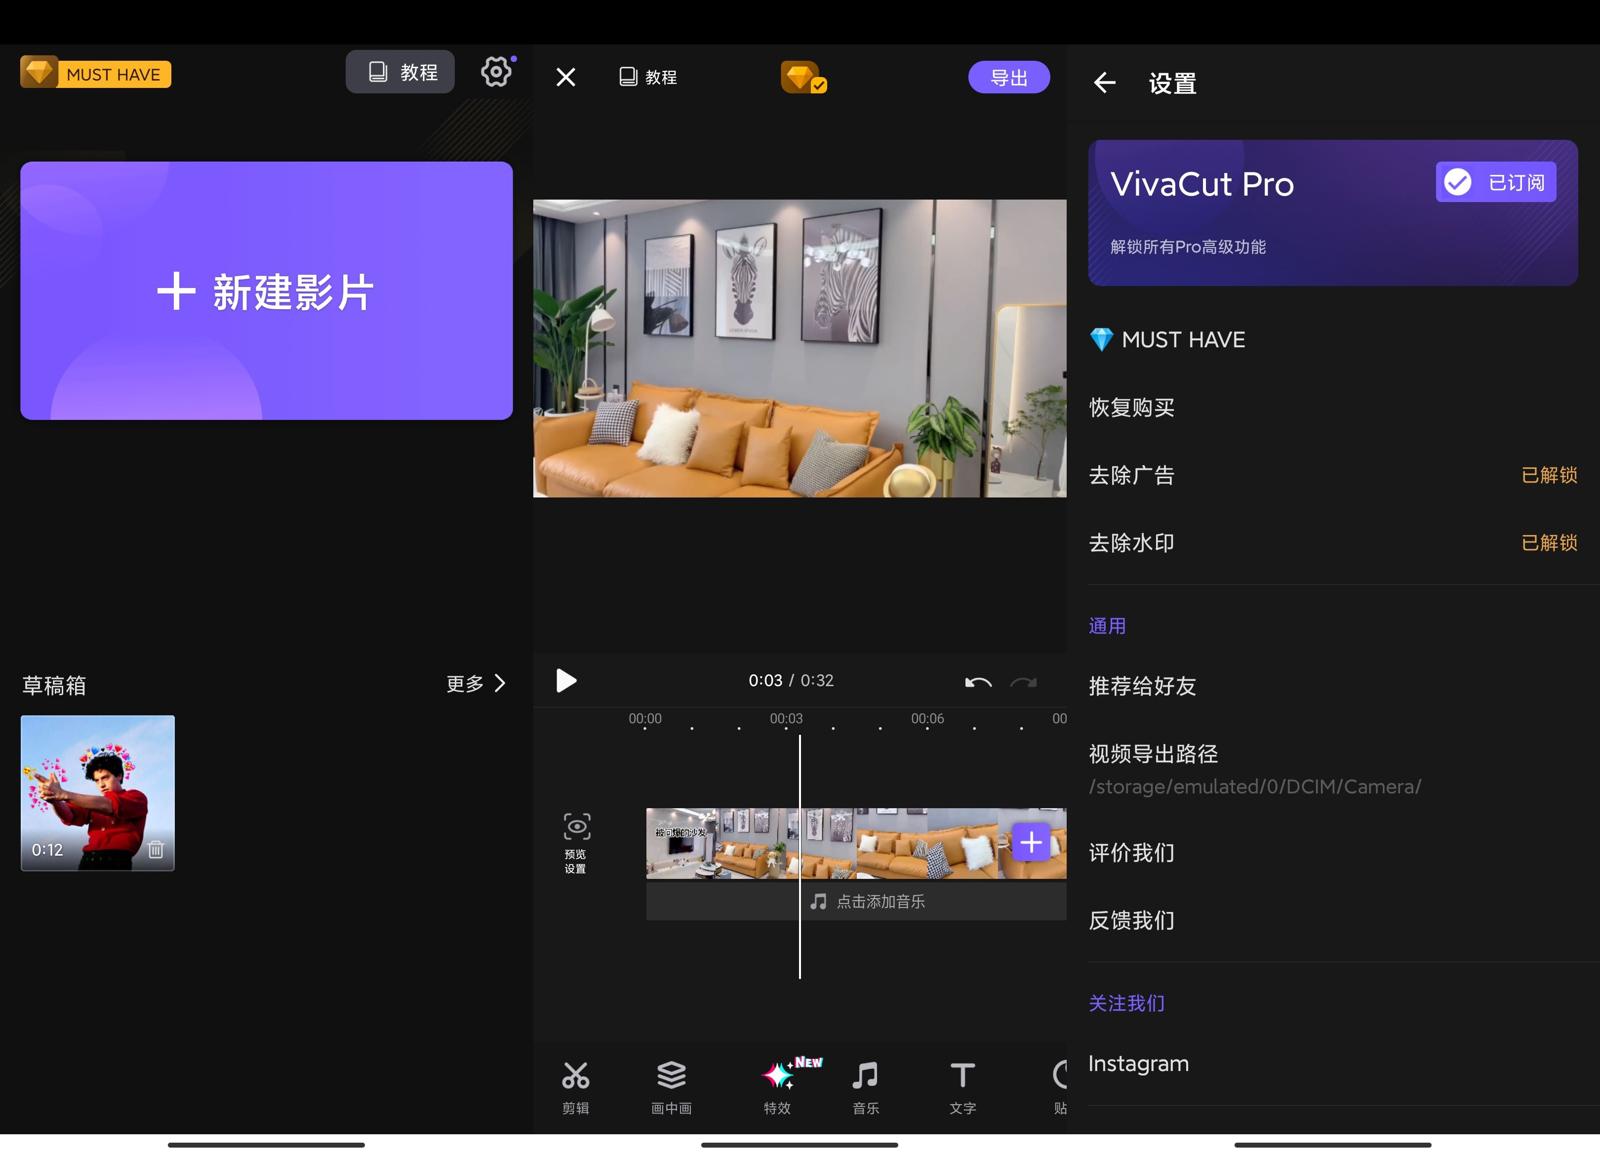 MUST HAVE
教程
新建影片
草稿箱
更多
0:12
教程
导出
0:03 / 0:32
00:00
00:03
00:06
00
预览
设置
被问爆的沙发
点击添加音乐
剪辑
画中画
NEW
特效
音乐
文字
贴
设置
VivaCut Pro
已订阅
解锁所有Pro高级功能
MUST HAVE
恢复购买
去除广告
已解锁
去除水印
已解锁
通用
推荐给好友
视频导出路径
/storage/emulated/0/DCIM/Camera/
评价我们
反馈我们
关注我们
Instagram